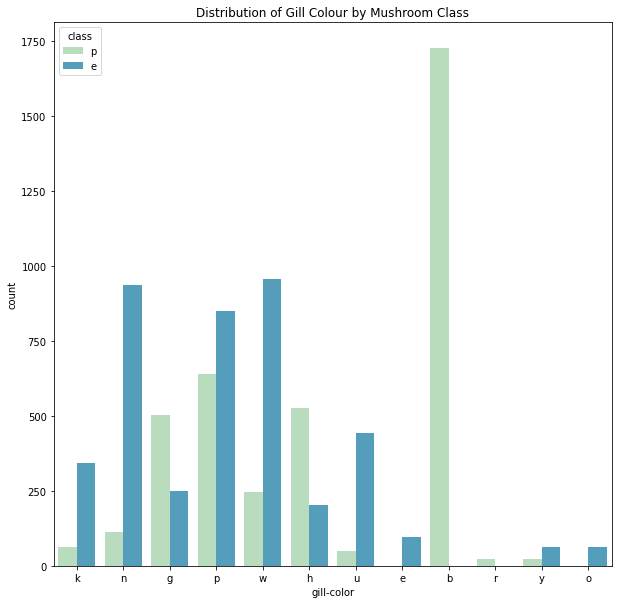 Distribution of Gill Colour by Mushroom Class
class
p
e
1750
1500
1250
1000
750
500
250
0
count
k n g p w h u e b r y o
gill-color